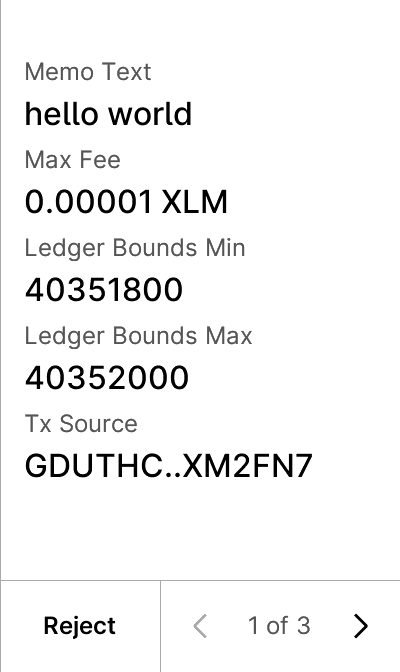 Memo Text
hello world
Max Fee
0.00001 XLM
Ledger Bounds Min
40351800
Ledger Bounds Max
40352000
Tx Source
GDUTHC..XM2FN7
Reject
1 of 3